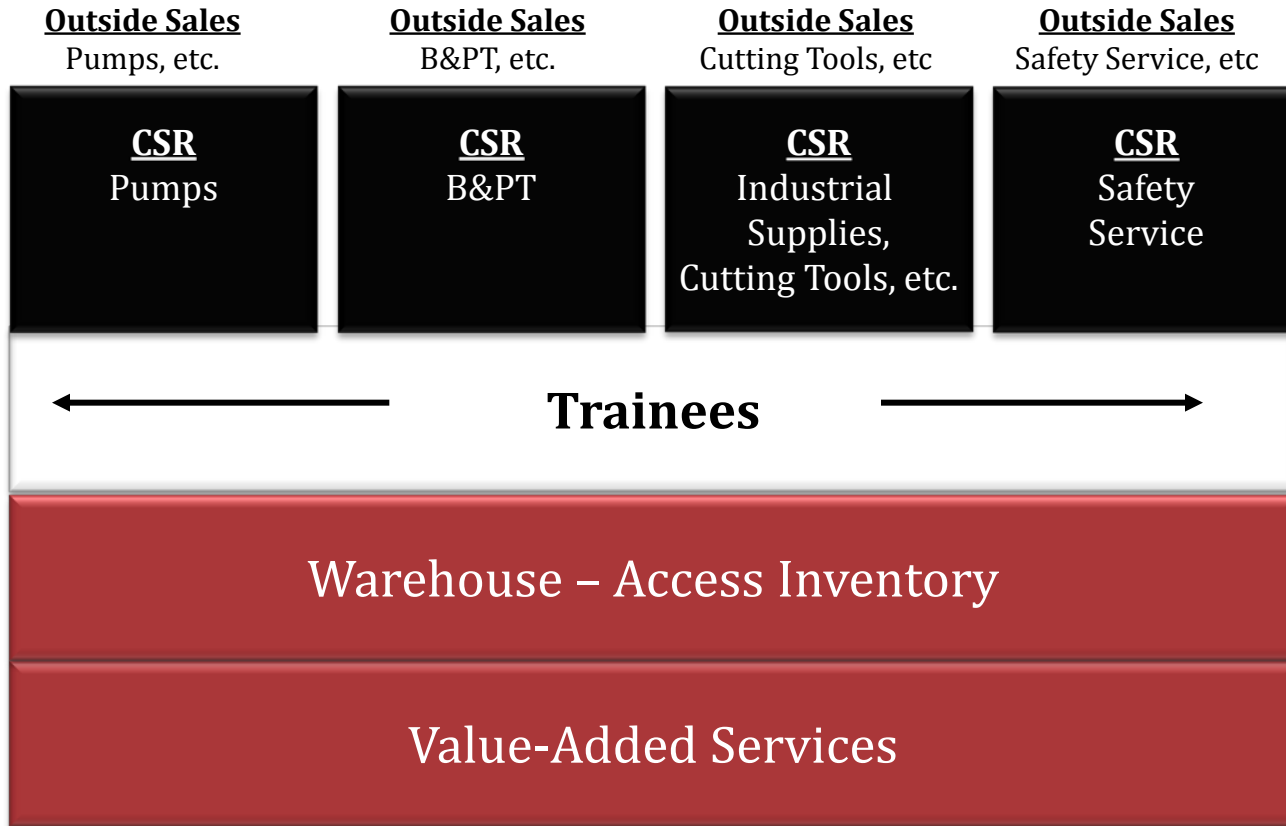 Outside Sales
Pumps, etc.
Outside Sales
B&PT, etc.
Outside Sales
Cutting Tools, etc
Outside Sales
Safety Service, etc
CSR
Pumps
CSR
B&PT
CSR
Industrial
Supplies,
Cutting Tools, etc.
CSR
Safety
Service
Trainees
Warehouse – Access Inventory
Value-Added Services